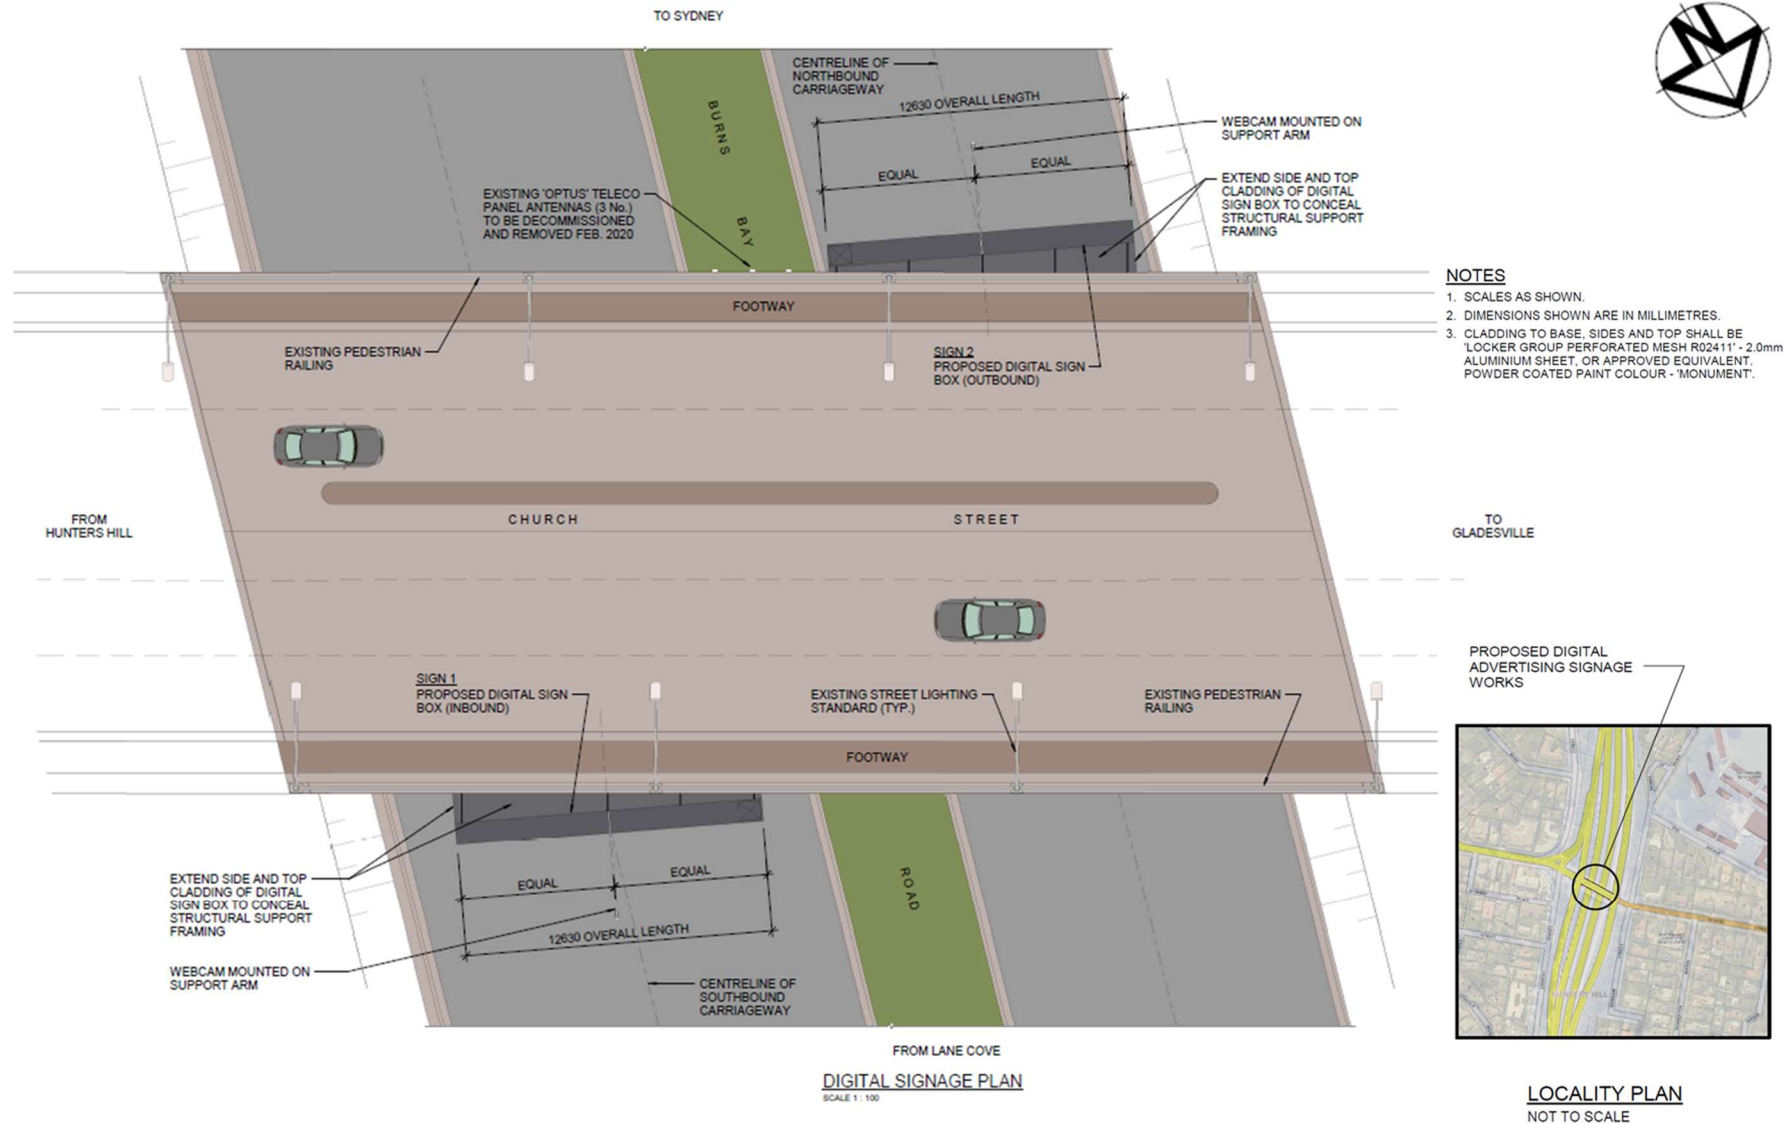 TO SYDNEY
N
CENTRELINE OF
NORTHBOUND
CARRIAGEWAY
12630 OVERALL LENGTH
WEBCAM MOUNTED ON
SUPPORT ARM
BURNS
EQUAL
EQUAL
EXTEND SIDE AND TOP
CLADDING OF DIGITAL
SIGN BOX TO CONCEAL
STRUCTURAL SUPPORT
FRAMING
EXISTING 'OPTUS' TELECO
PANEL ANTENNAS (3 No.)
TO BE DECOMMISSIONED
AND REMOVED FEB. 2020
BAY
NOTES
1. SCALES AS SHOWN.
2. DIMENSIONS SHOWN ARE IN MILLIMETRES.
3. CLADDING TO BASE, SIDES AND TOP SHALL BE
'LOCKER GROUP PERFORATED MESH R02411' - 2.0mm
ALUMINIUM SHEET, OR APPROVED EQUIVALENT.
POWDER COATED PAINT COLOUR - 'MONUMENT'.
FOOTWAY
EXISTING PEDESTRIAN
RAILING
SIGN 2
PROPOSED DIGITAL SIGN
BOX (OUTBOUND)
FROM
HUNTERS HILL
CHURCH STREET
TO
GLADESVILLE
SIGN 1
PROPOSED DIGITAL SIGN
BOX (INBOUND)
EXISTING STREET LIGHTING
STANDARD (TYP.)
EXISTING PEDESTRIAN
RAILING
PROPOSED DIGITAL
ADVERTISING SIGNAGE
WORKS
FOOTWAY
EXTEND SIDE AND TOP
CLADDING OF DIGITAL
SIGN BOX TO CONCEAL
STRUCTURAL SUPPORT
FRAMING
EQUAL
EQUAL
ROAD
12630 OVERALL LENGTH
WEBCAM MOUNTED ON
SUPPORT ARM
CENTRELINE OF
SOUTHBOUND
CARRIAGEWAY
HUNTERS HILL
FROM LANE COVE
DIGITAL SIGNAGE PLAN
SCALE 1 : 100
LOCALITY PLAN
NOT TO SCALE